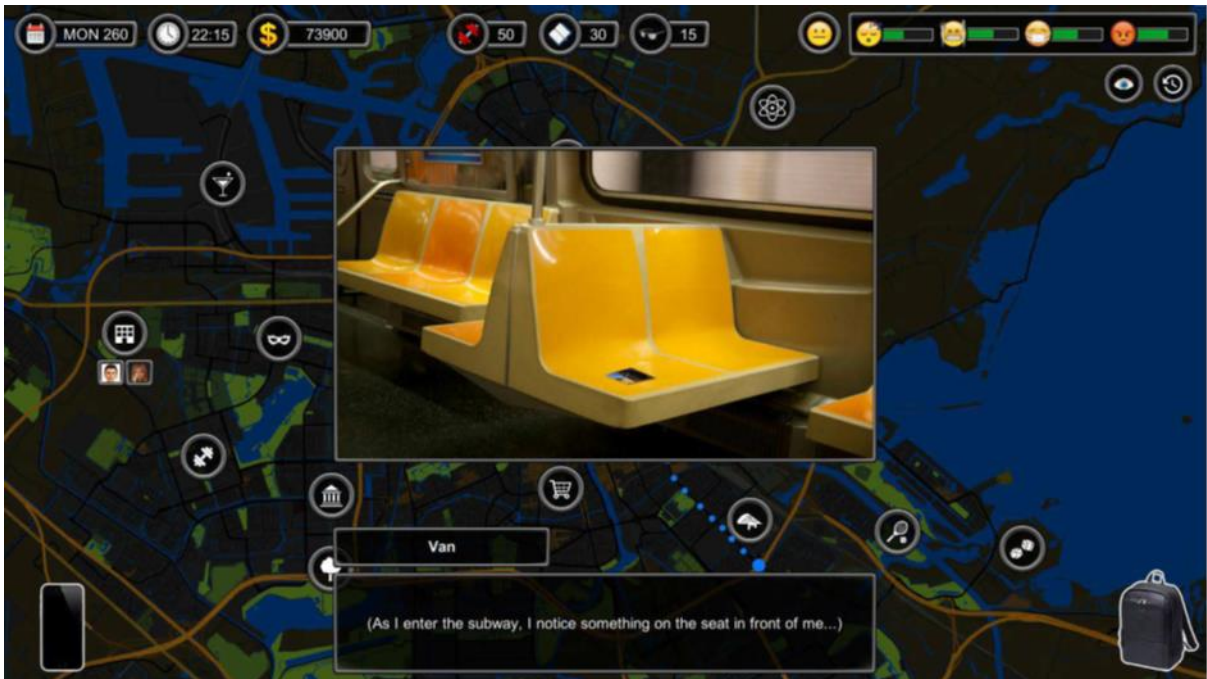 MON 260
22:15
73900
50
30
15
Van
(As I enter the subway, I notice something on the seat in front of me...)